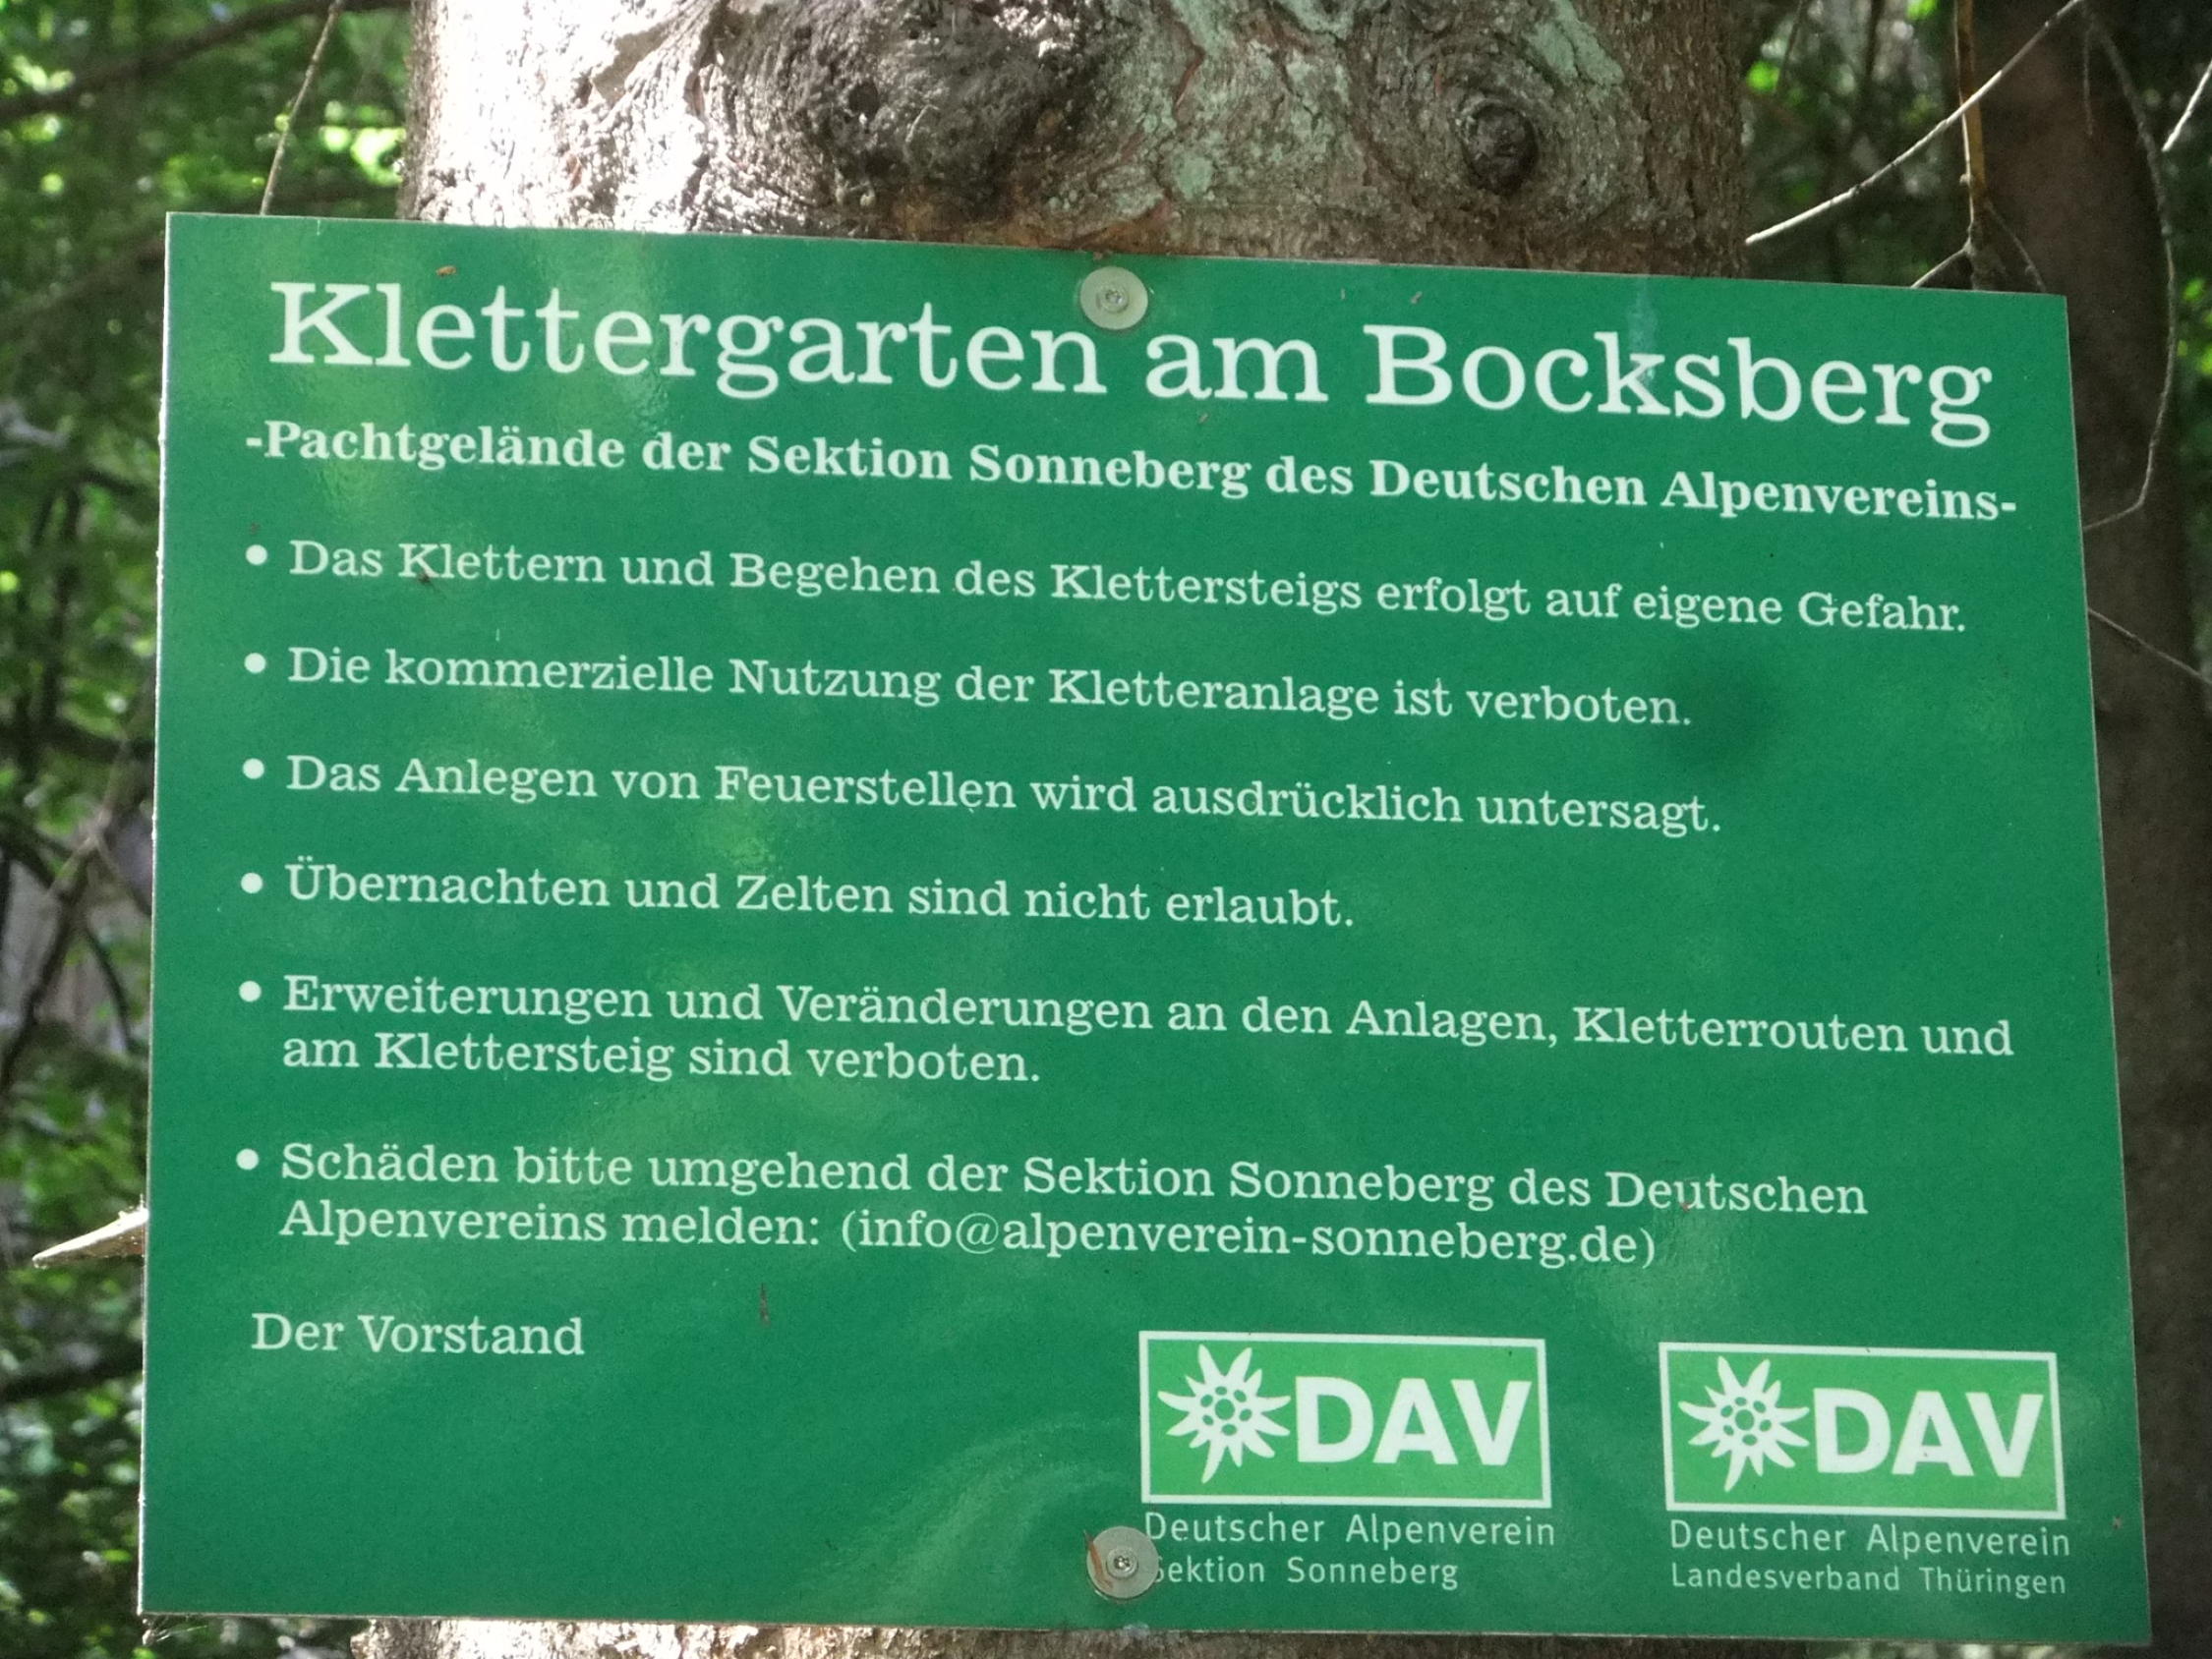 Klettergarten am Bocksberg
-Pachtgelände der Sektion Sonneberg des Deutschen Alpenvereins-
• Das Klettern und Begehen des Klettersteigs erfolgt auf eigene Gefahr.
• Die kommerzielle Nutzung der Kletteranlage ist verboten.
• Das Anlegen von Feuerstellen wird ausdrücklich untersagt.
• Übernachten und Zelten sind nicht erlaubt.
• Erweiterungen und Veränderungen an den Anlagen, Kletterrouten und
am Klettersteig sind verboten.
• Schäden bitte umgehend der Sektion Sonneberg des Deutschen
Alpenvereins melden: (info@alpenverein-sonneberg.de)
Der Vorstand
DAV
Deutscher Alpenverein
Sektion Sonneberg
DAV
Deutscher Alpenverein
Landesverband Thüringen